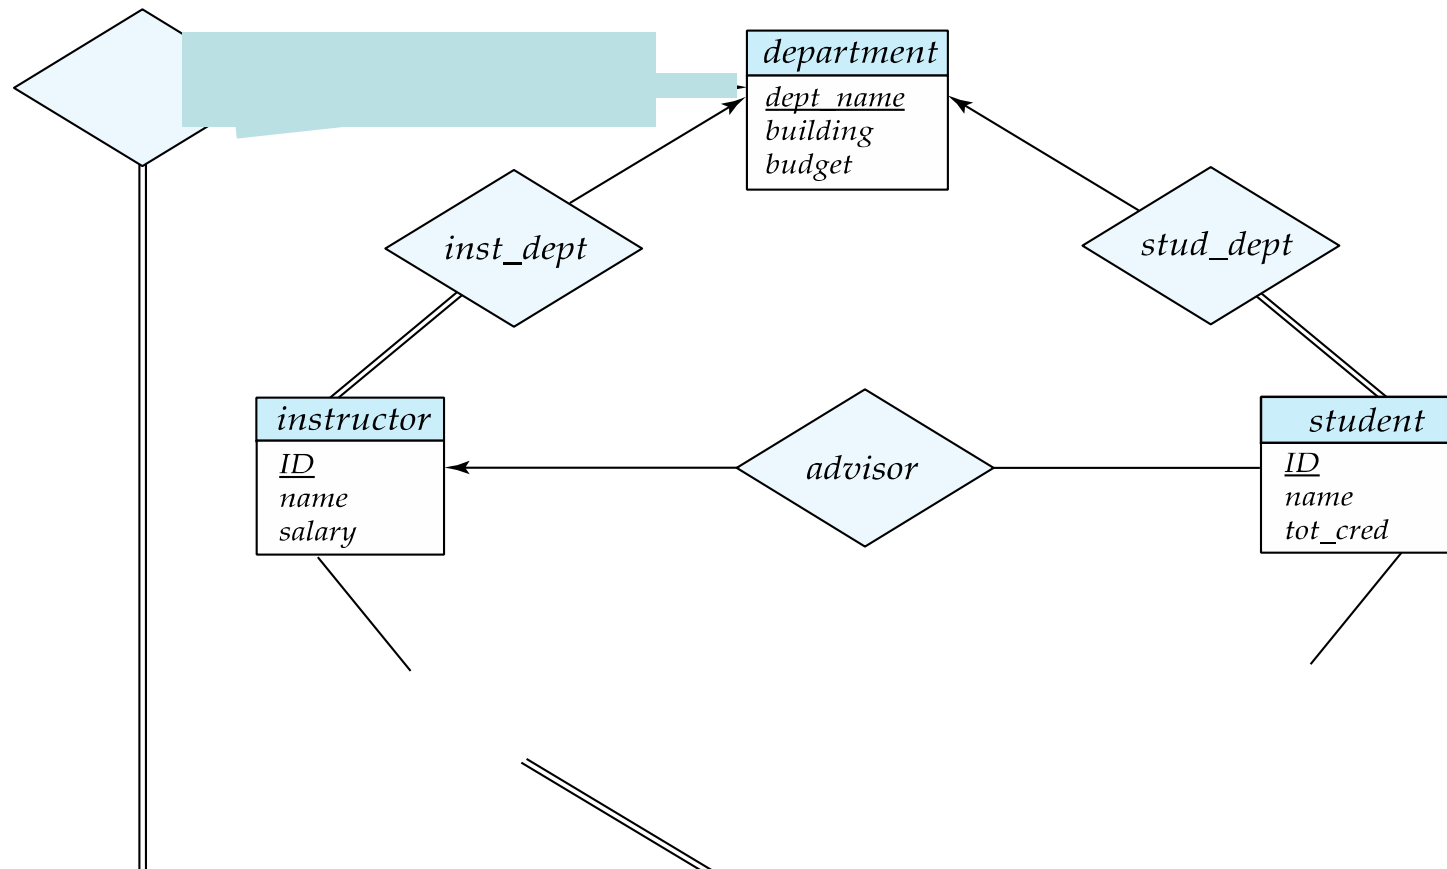 department
dept_name
building
budget
inst_dept
stud_dept
instructor
ID
name
salary
advisor
student
ID
name
tot_cred